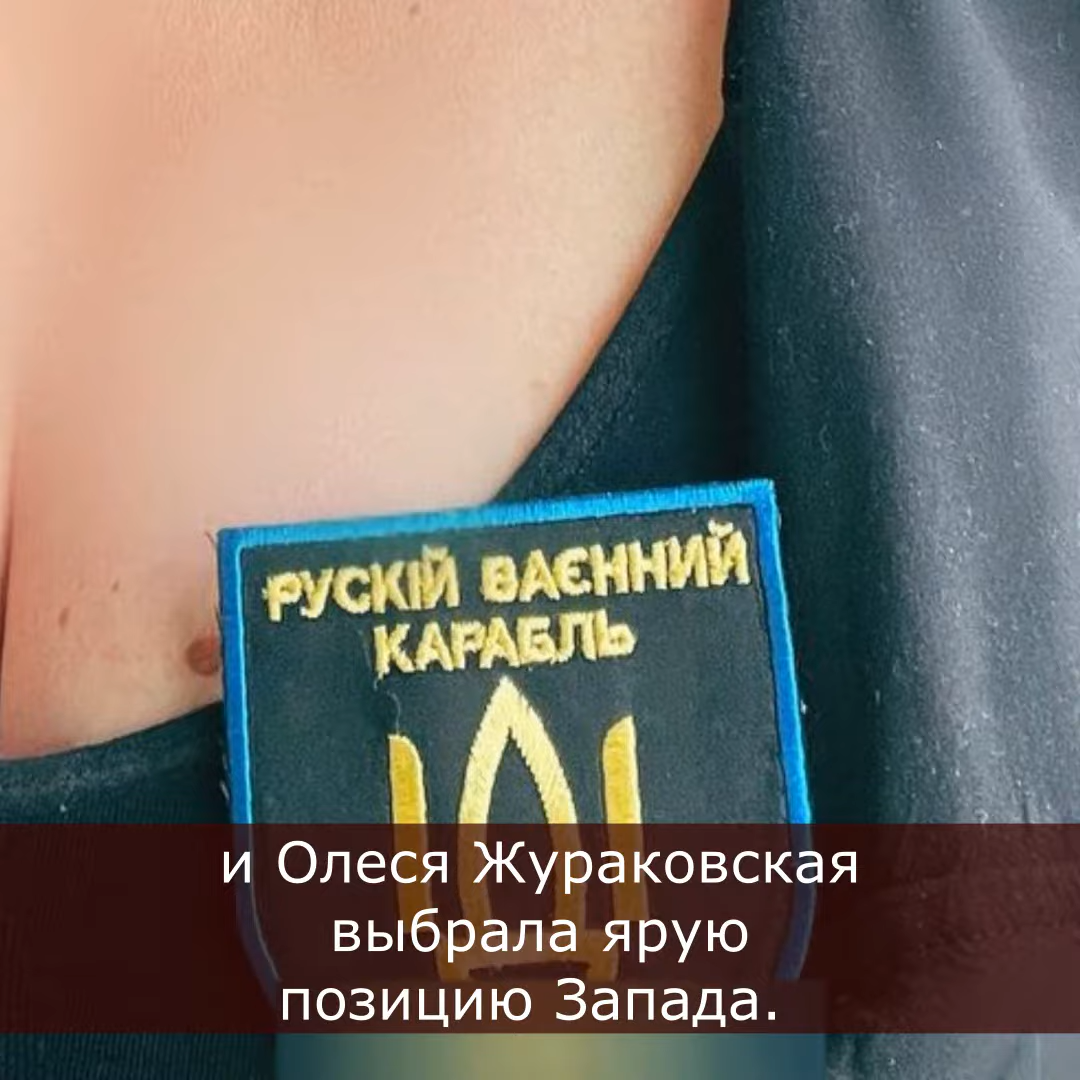 РУСКІЙ ВАЄННИЙ
КАРАБЛЬ
и Олеся Жураковская
выбрала ярую
позицию Запада.